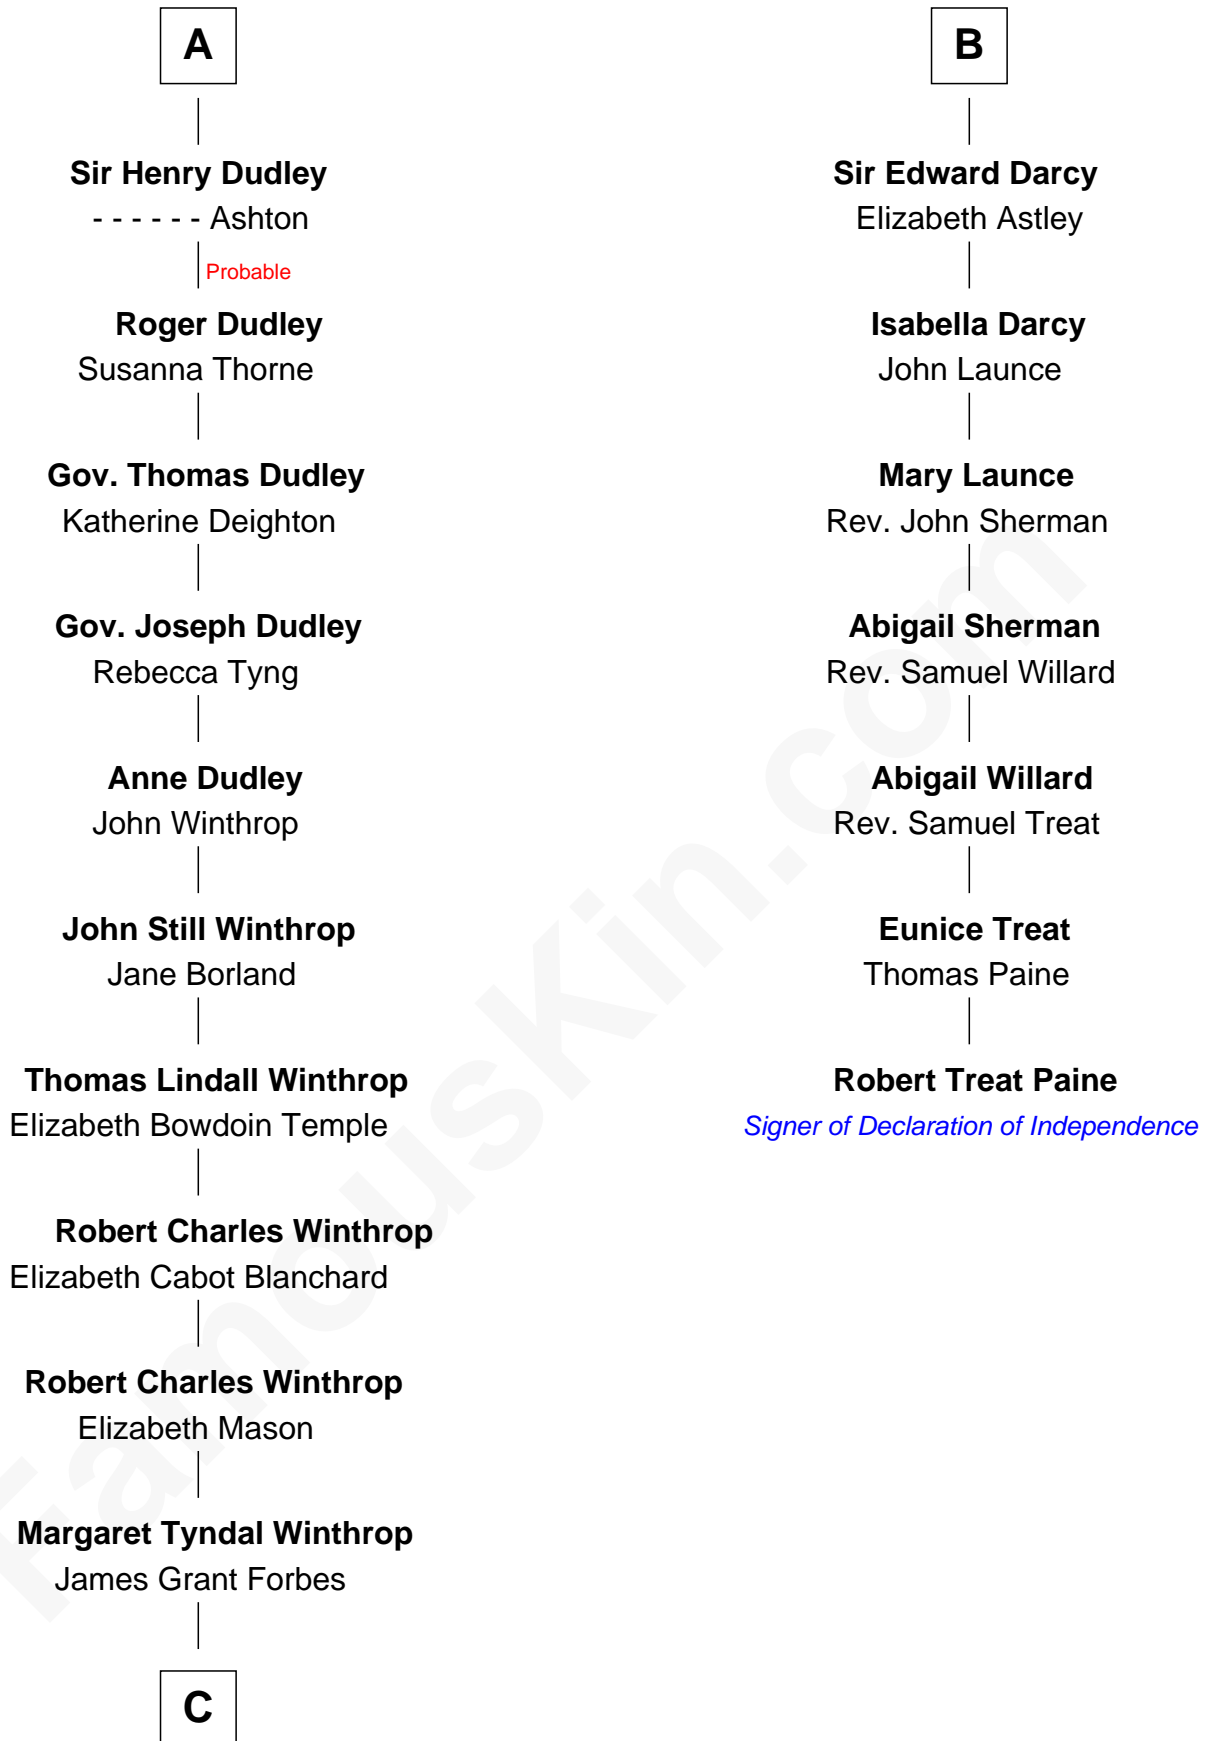 A
Sir Henry Dudley
- - - - - - Ashton
Probable
Roger Dudley
Susanna Thorne
Gov. Thomas Dudley
Katherine Deighton
Gov. Joseph Dudley
Rebecca Tyng
Anne Dudley
John Winthrop
John Still Winthrop
Jane Borland
Thomas Lindall Winthrop
Elizabeth Bowdoin Temple
Robert Charles Winthrop
Elizabeth Cabot Blanchard
Robert Charles Winthrop
Elizabeth Mason
Margaret Tyndal Winthrop
James Grant Forbes
C
B
Sir Edward Darcy
Elizabeth Astley
Isabella Darcy
John Launce
Mary Launce
Rev. John Sherman
Abigail Sherman
Rev. Samuel Willard
Abigail Willard
Rev. Samuel Treat
Eunice Treat
Thomas Paine
Robert Treat Paine
Signer of Declaration of Independence
FamousKin.com